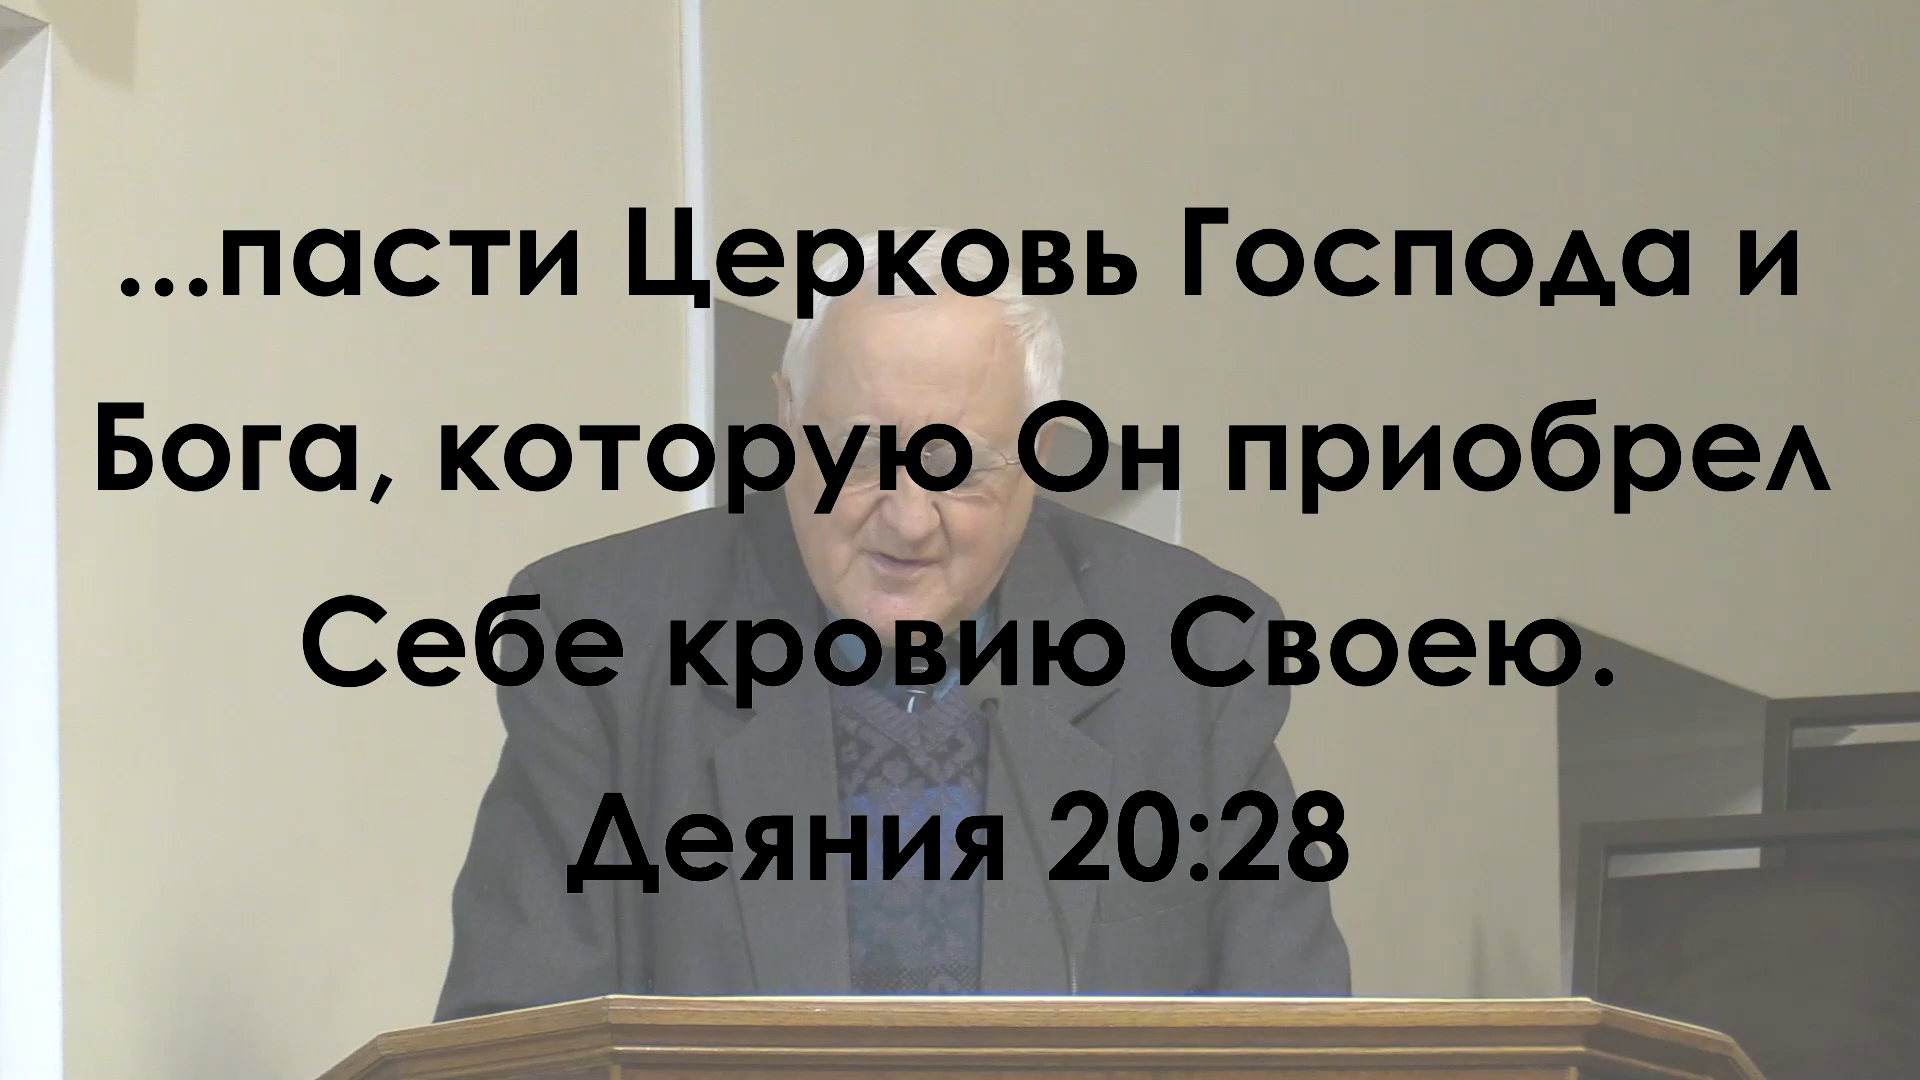 ...пасти Церковь Господа и
Бога, которую Он приобрел
Себе кровию Своею.
Деяния 20:28